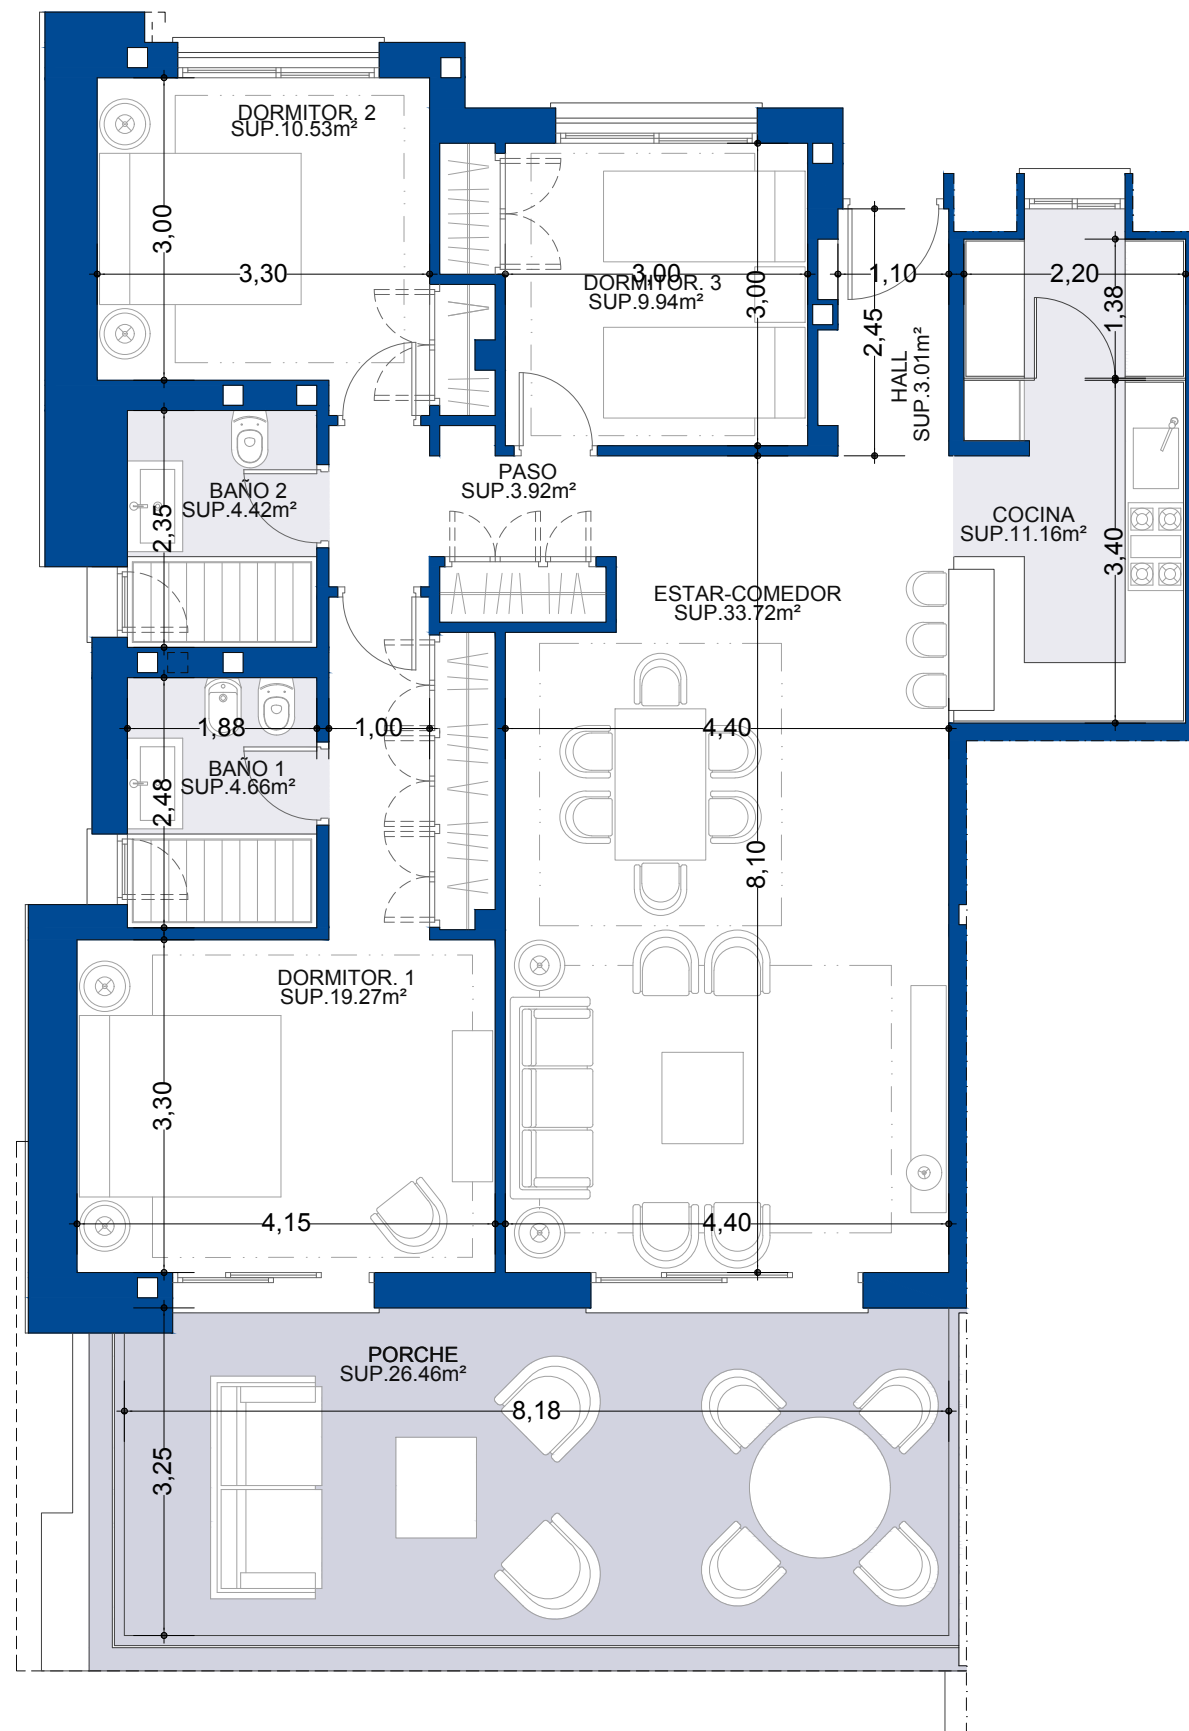 DORMITOR. 2
SUP.10.53m²
3,00
3,30
DORMITOR. 3
SUP.9.94m²
3,00
3,00
1,10
2,45
HALL
SUP.3.01m²
2,20
1,38
BAÑO 2
SUP.4.42m²
2,35
PASO
SUP.3.92m²
COCINA
SUP.11.16m²
3,40
ESTAR-COMEDOR
SUP.33.72m²
1,88
1,00
4,40
BAÑO 1
SUP.4.66m²
2,48
8,10
DORMITOR. 1
SUP.19.27m²
3,30
4,15
4,40
PORCHE
SUP.26.46m²
8,18
3,25